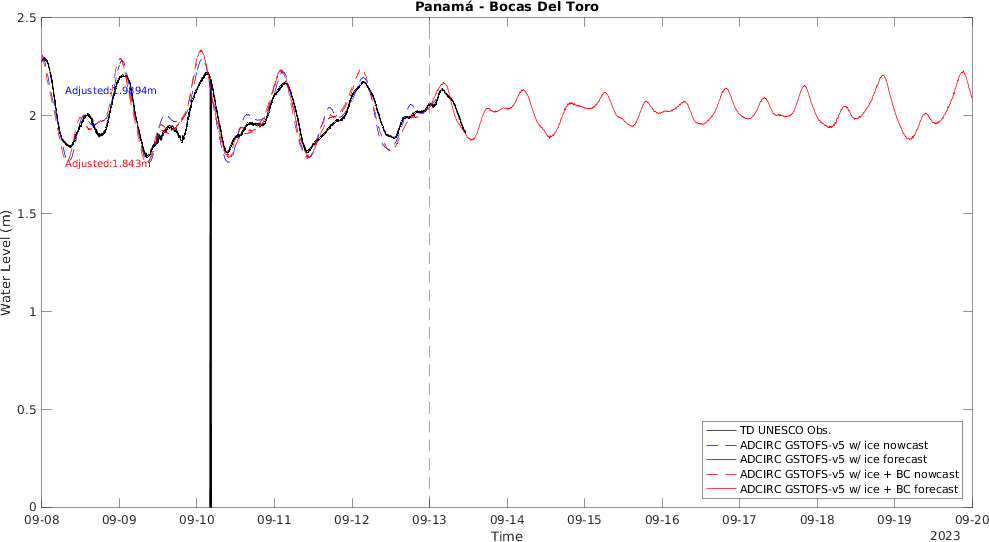 Panamá - Bocas Del Toro
2.5
2
1.5
1
0.5
0
Water Level (m)
Adjusted:1.9894m
Adjusted:1.843m
TD UNESCO Obs.
ADCIRC GSTOFS-v5 w/ ice nowcast
ADCIRC GSTOFS-v5 w/ ice forecast
ADCIRC GSTOFS-v5 w/ ice + BC nowcast
ADCIRC GSTOFS-v5 w/ ice + BC forecast
09-08 09-09 09-10 09-11 09-12 09-13 09-14 09-15 09-16 09-17 09-18 09-19 09-20
Time
2023